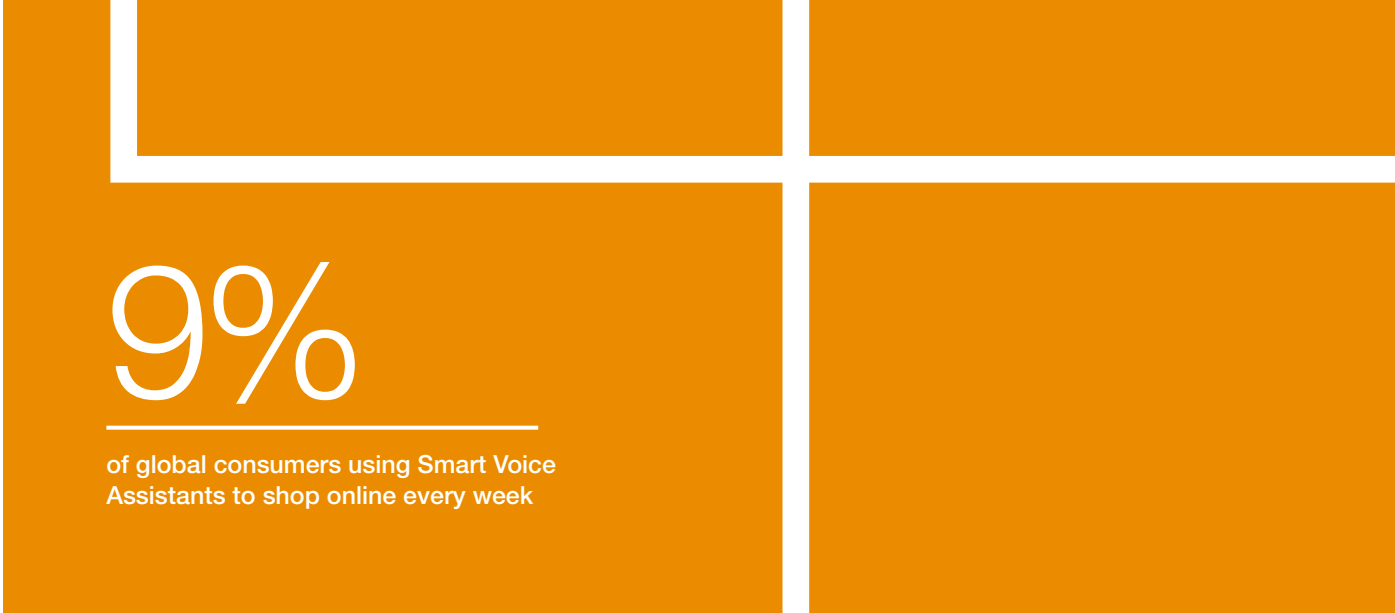 9%
of global consumers using Smart Voice
Assistants to shop online every week